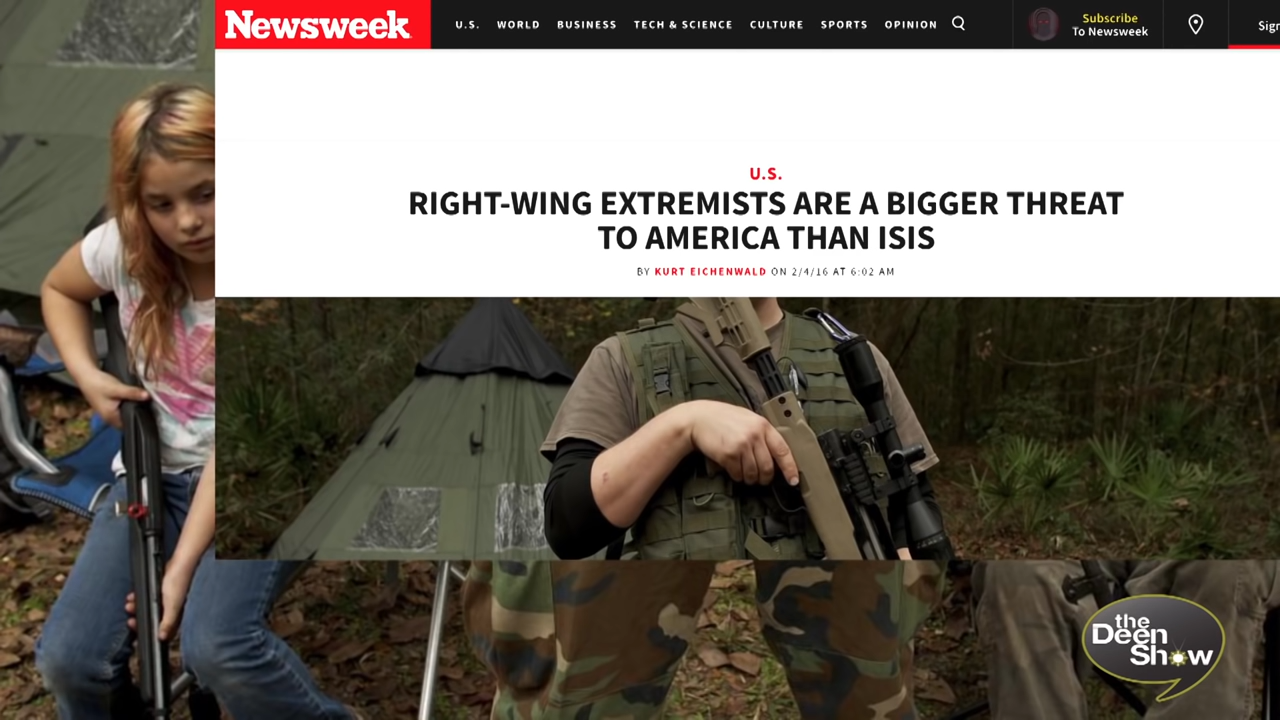 Newsweek
U.S. WORLD BUSINESS TECH & SCIENCE CULTURE SPORTS OPINION
Subscribe
To Newsweek
U.S.
RIGHT-WING EXTREMISTS ARE A BIGGER THREAT
TO AMERICA THAN ISIS
BY KURT EICHENWALD ON 2/4/16 AT 6:02 AM
the
Deen
Show